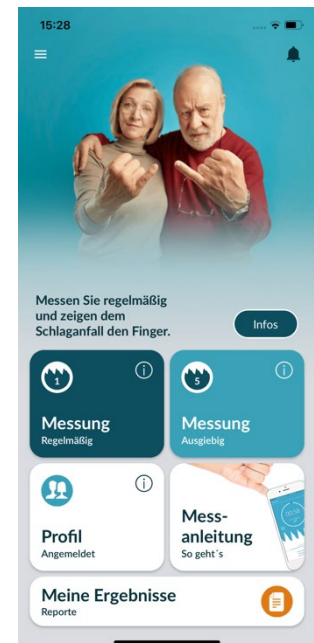 15:28
Messen Sie regelmäßig
und zeigen dem
Schlaganfall den Finger.
Infos
1
Messung
Regelmäßig
5
Messung
Ausgiebig
Profil
Angemeldet
Mess-
anleitung
So geht´s
Meine Ergebnisse
Reporte